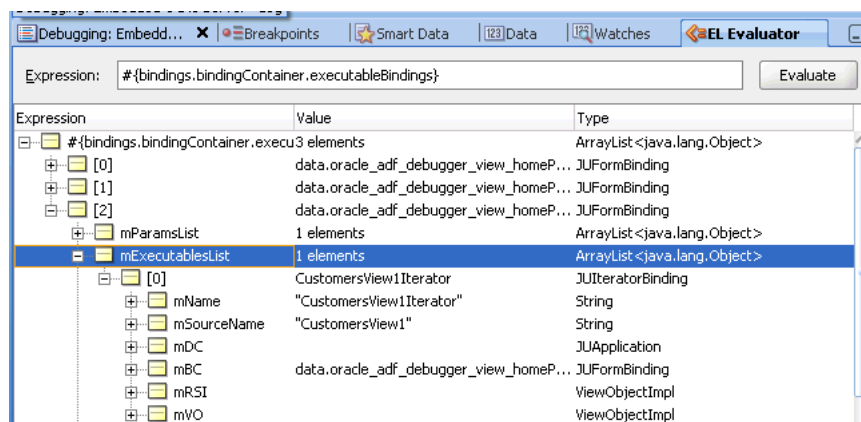 Debugging: Embedd... Breakpoints Smart Data Data Watches EL Evaluator
Expression: #{bindings.bindingContainer.executableBindings} Evaluate
Expression Value Type
#{bindings.bindingContainer.execu 3 elements ArrayList<java.lang.Object>
[0] data.oracle_adf_debugger_view_homeP... JUFormBinding
[1] data.oracle_adf_debugger_view_homeP... JUFormBinding
[2] data.oracle_adf_debugger_view_homeP... JUFormBinding
mParamsList 1 elements ArrayList<java.lang.Object>
mExecutablesList 1 elements ArrayList<java.lang.Object>
[0] CustomersView1Iterator JUIteratorBinding
mName "CustomersView1Iterator" String
mSourceName "CustomersView1" String
mDC JUApplication
mBC data.oracle_adf_debugger_view_homeP... JUFormBinding
mRSI ViewObjectImpl
mVO ViewObjectImpl